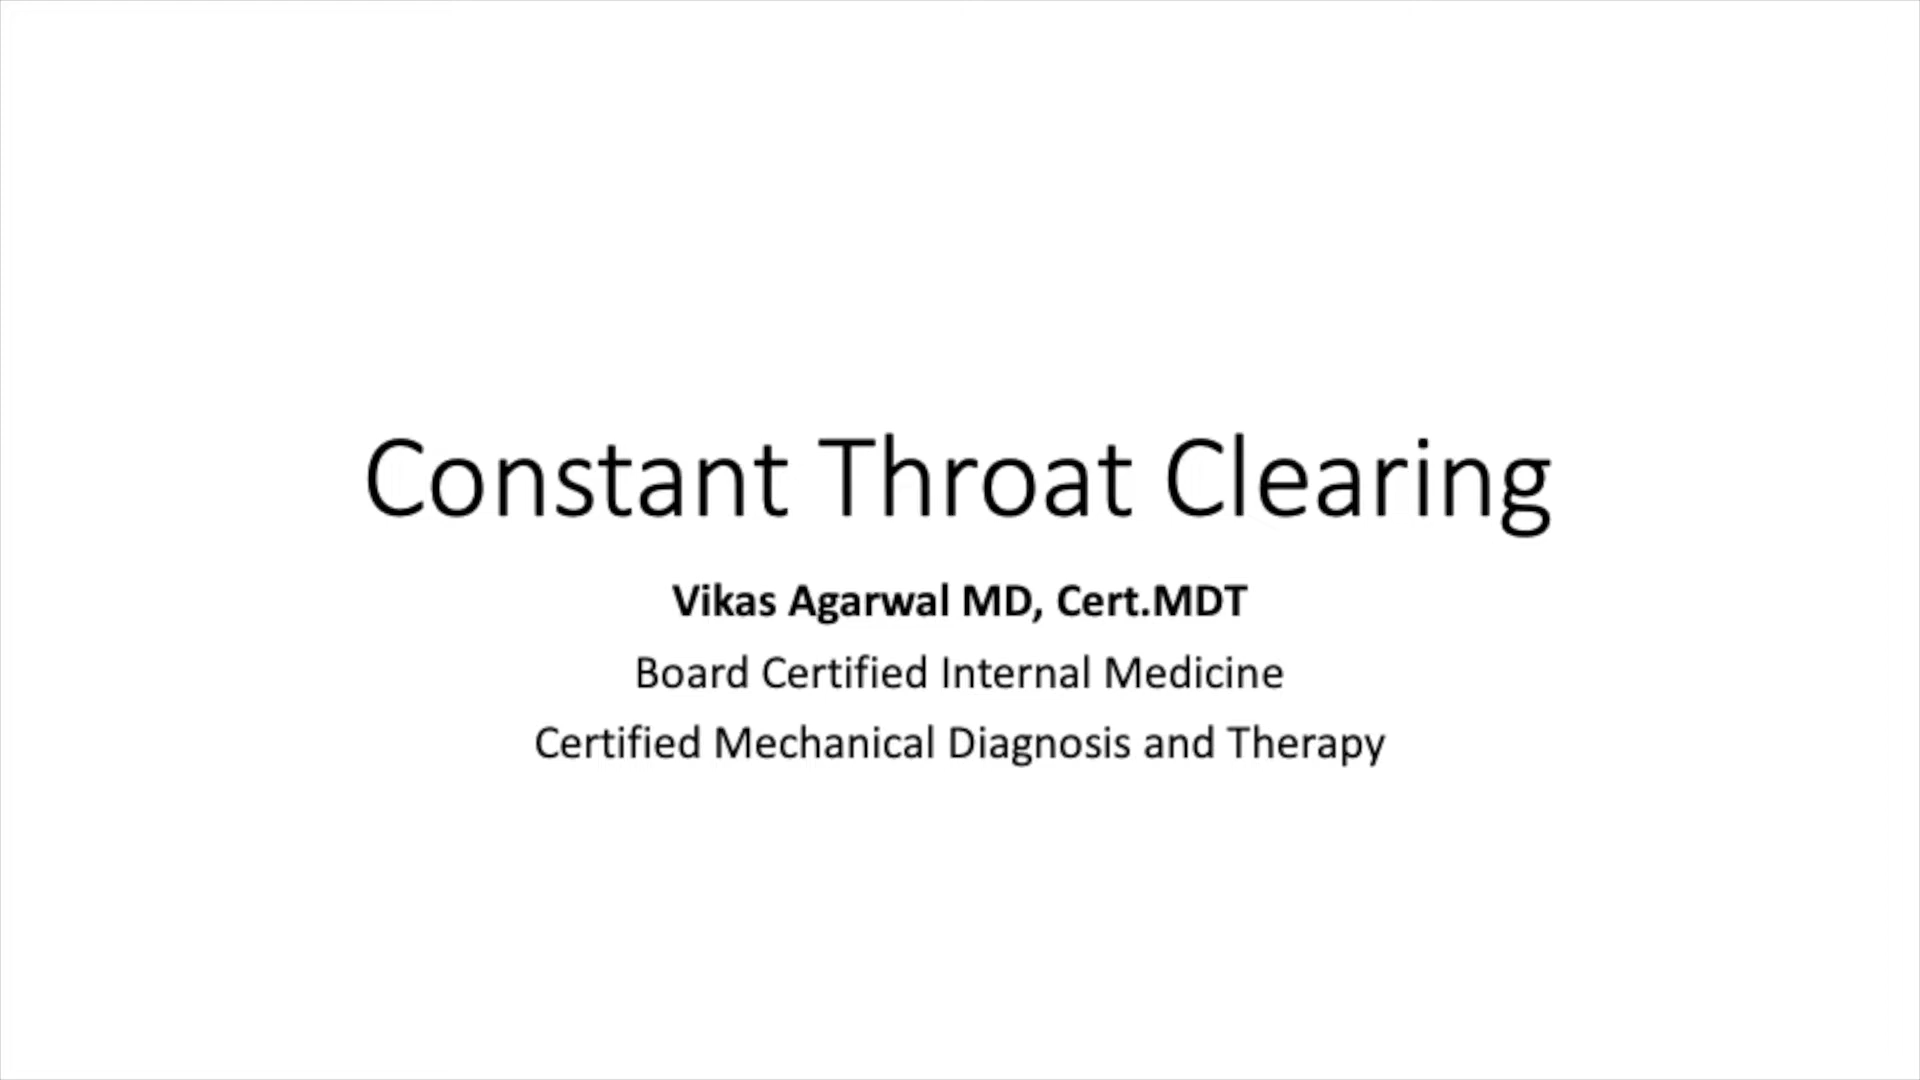 Constant Throat Clearing
Vikas Agarwal MD, Cert.MDT
Board Certified Internal Medicine
Certified Mechanical Diagnosis and Therapy